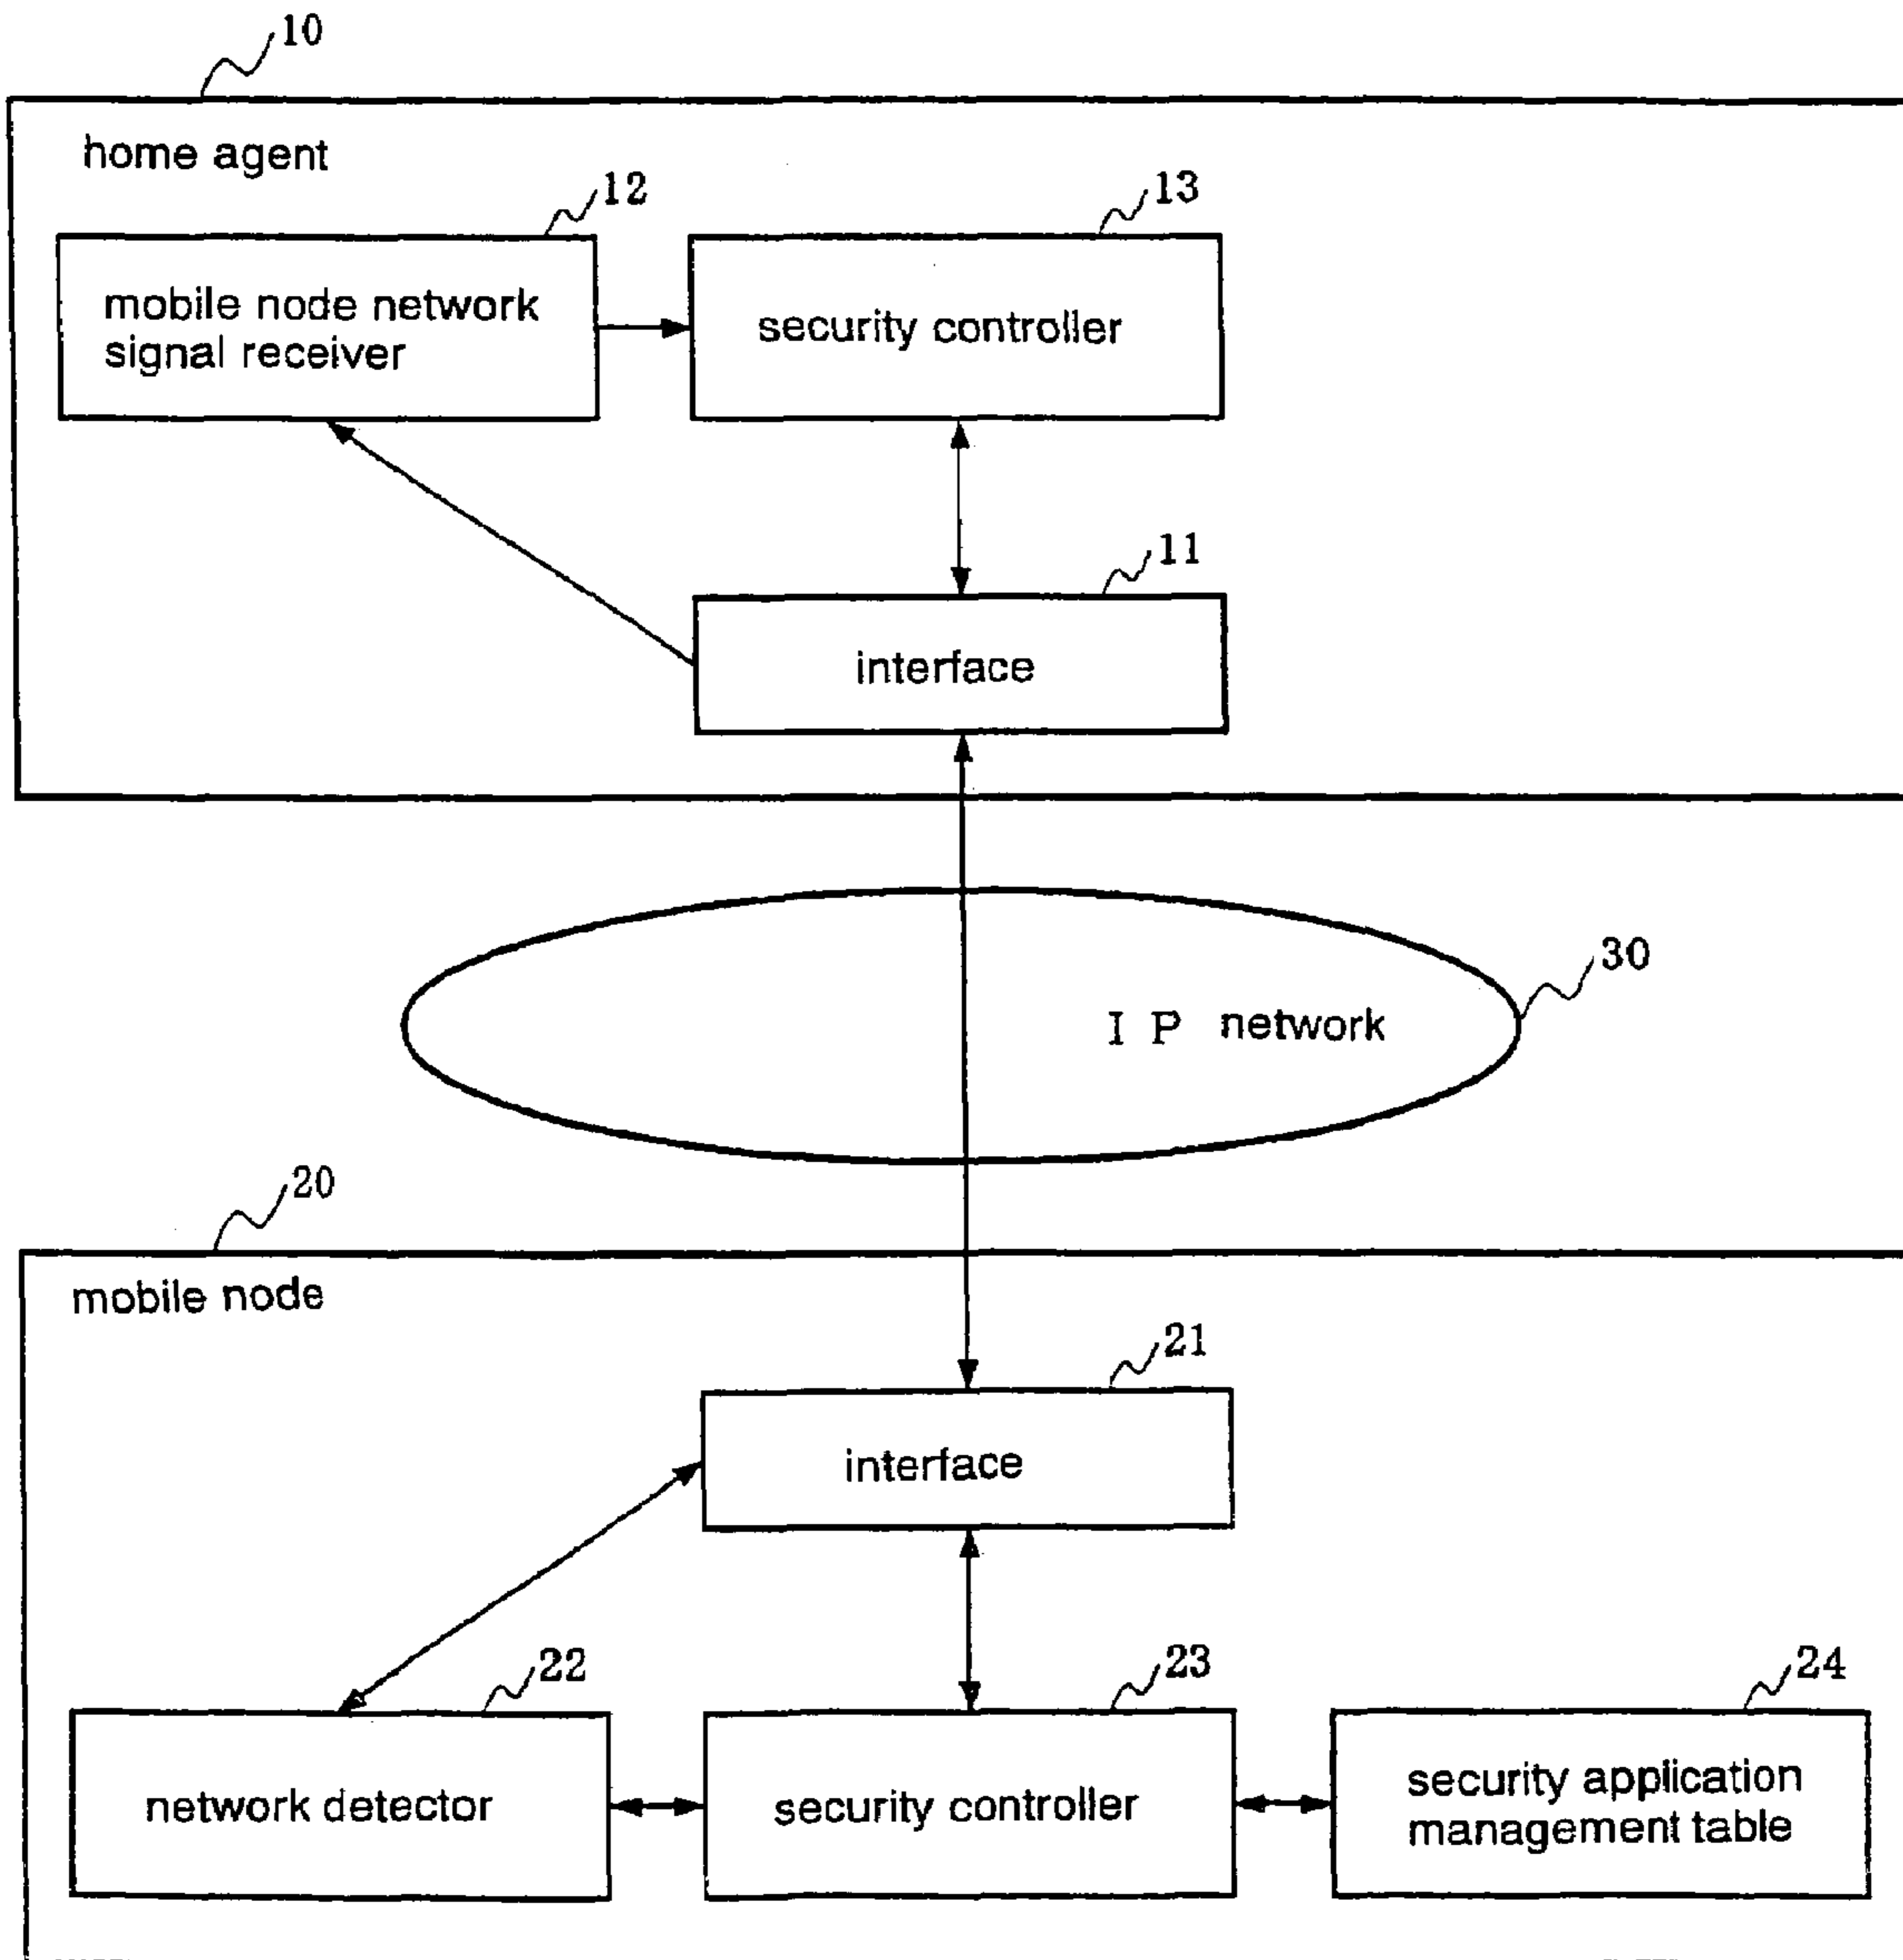 10
home agent
12
13
mobile node network
signal receiver
security controller
11
interface
30
I P network
20
mobile node
21
interface
22
23
24
network detector
security controller
security application
management table